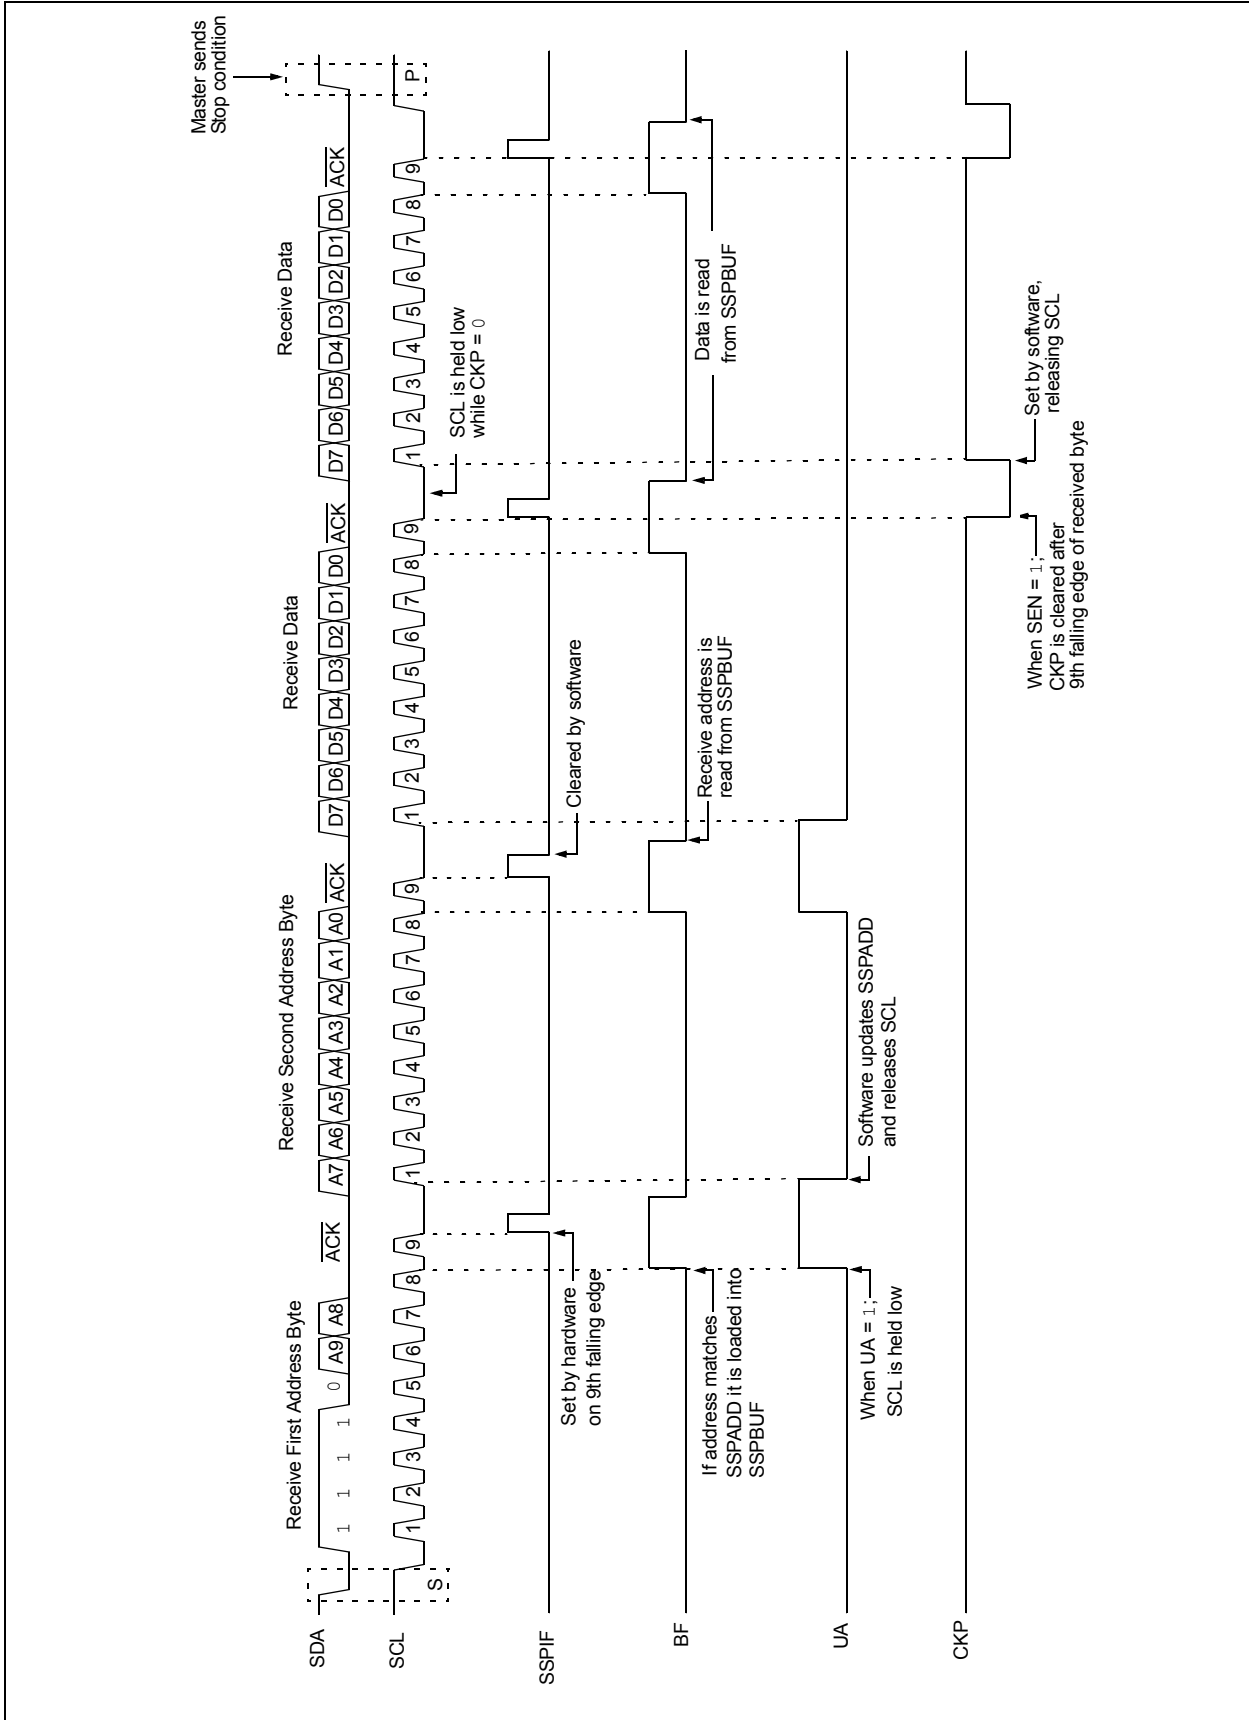 Master sends
Stop condition
Receive First Address Byte
Receive Second Address Byte
Receive Data
Receive Data
SDA
1 1 1 1 0 A9 A8 ACK A7 A6 A5 A4 A3 A2 A1 A0 ACK D7 D6 D5 D4 D3 D2 D1 D0 ACK D7 D6 D5 D4 D3 D2 D1 D0 ACK
SCL
S 1 2 3 4 5 6 7 8 9 1 2 3 4 5 6 7 8 9 1 2 3 4 5 6 7 8 9 1 2 3 4 5 6 7 8 9 P
SCL is held low
while CKP = 0
SSPIF
Set by hardware
on 9th falling edge
Cleared by software
BF
If address matches
SSPADD it is loaded into
SSPBUF
Receive address is
read from SSPBUF
Data is read
from SSPBUF
UA
When UA = 1;
SCL is held low
Software updates SSPADD
and releases SCL
CKP
When SEN = 1;
CKP is cleared after
9th falling edge of received byte
Set by software,
releasing SCL